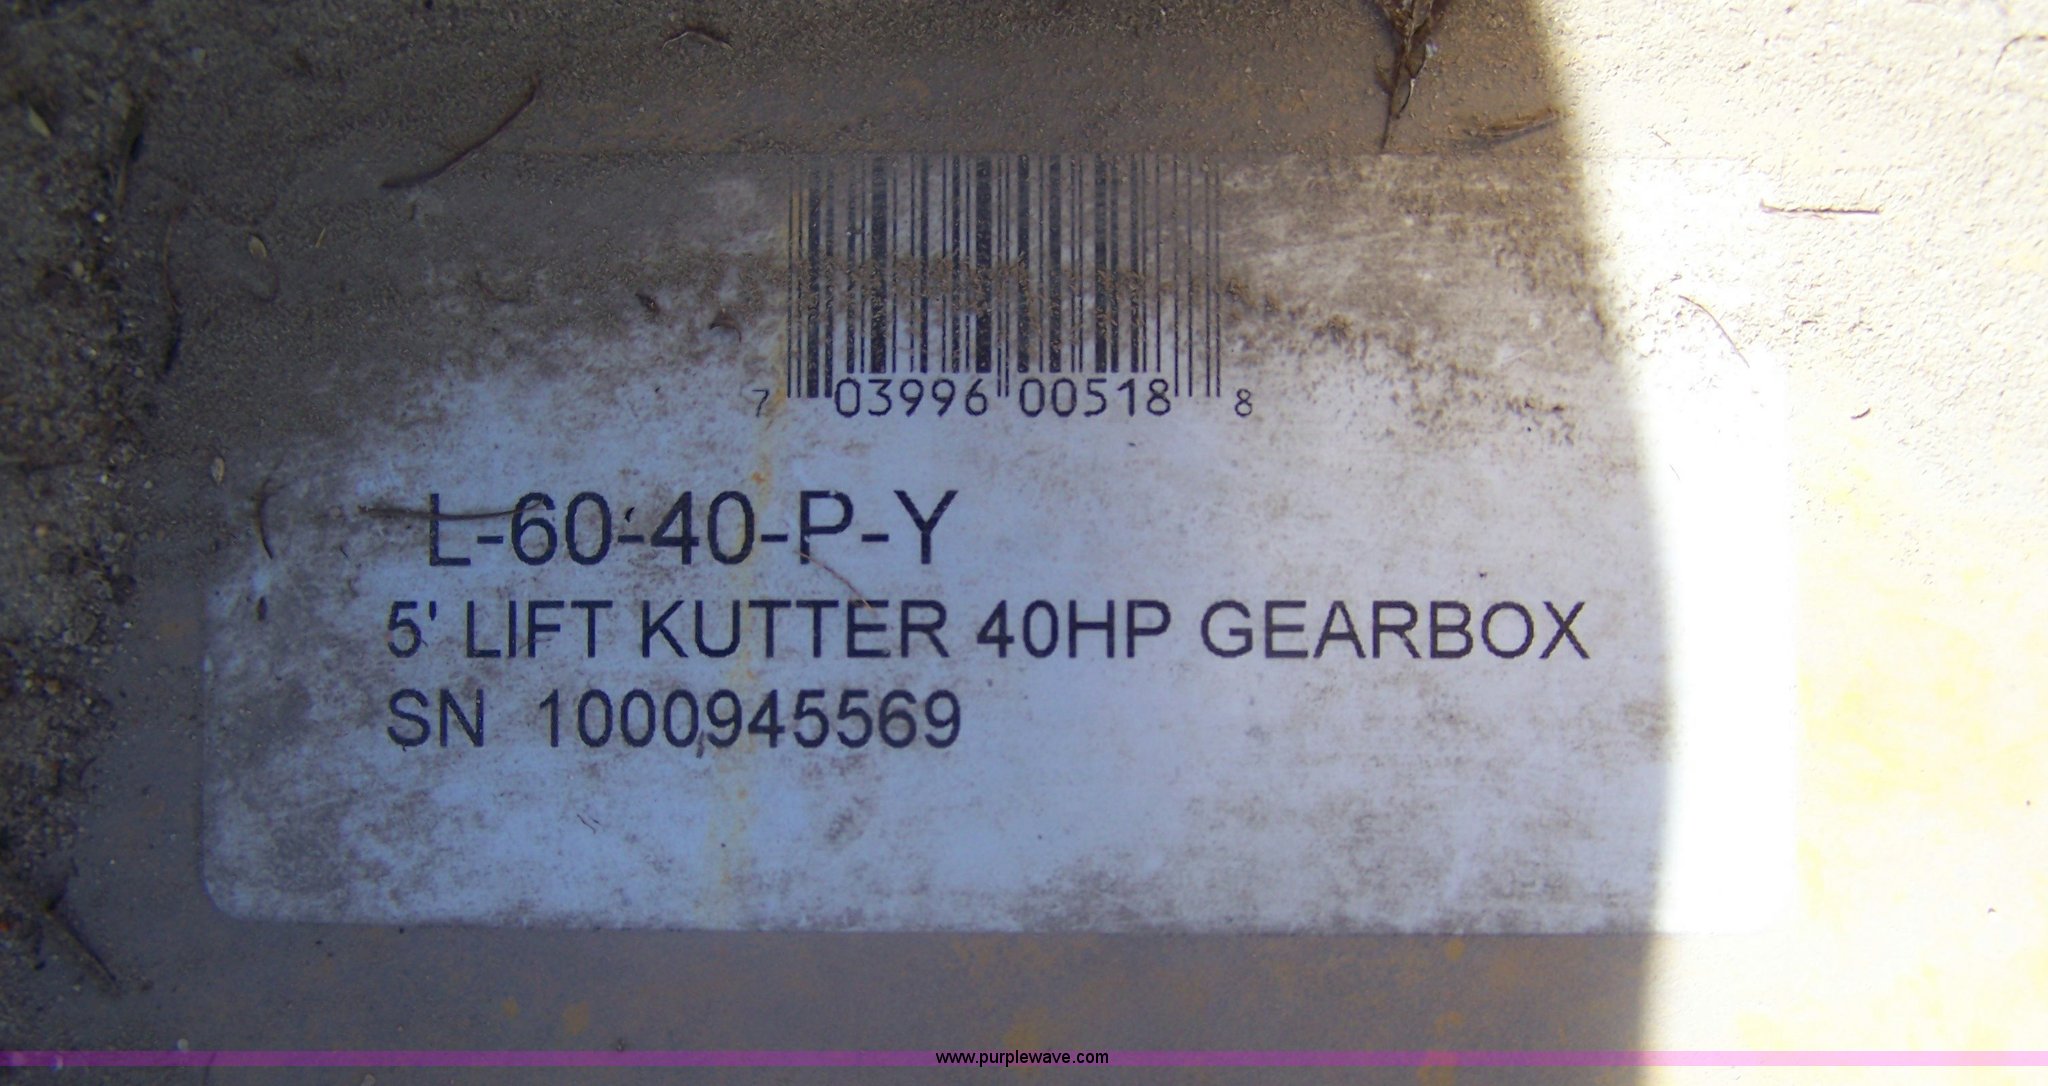 7 03996 00518 8
L-60-40-P-Y
5' LIFT KUTTER 40HP GEARBOX
SN 1000945569
www.purplewave.com